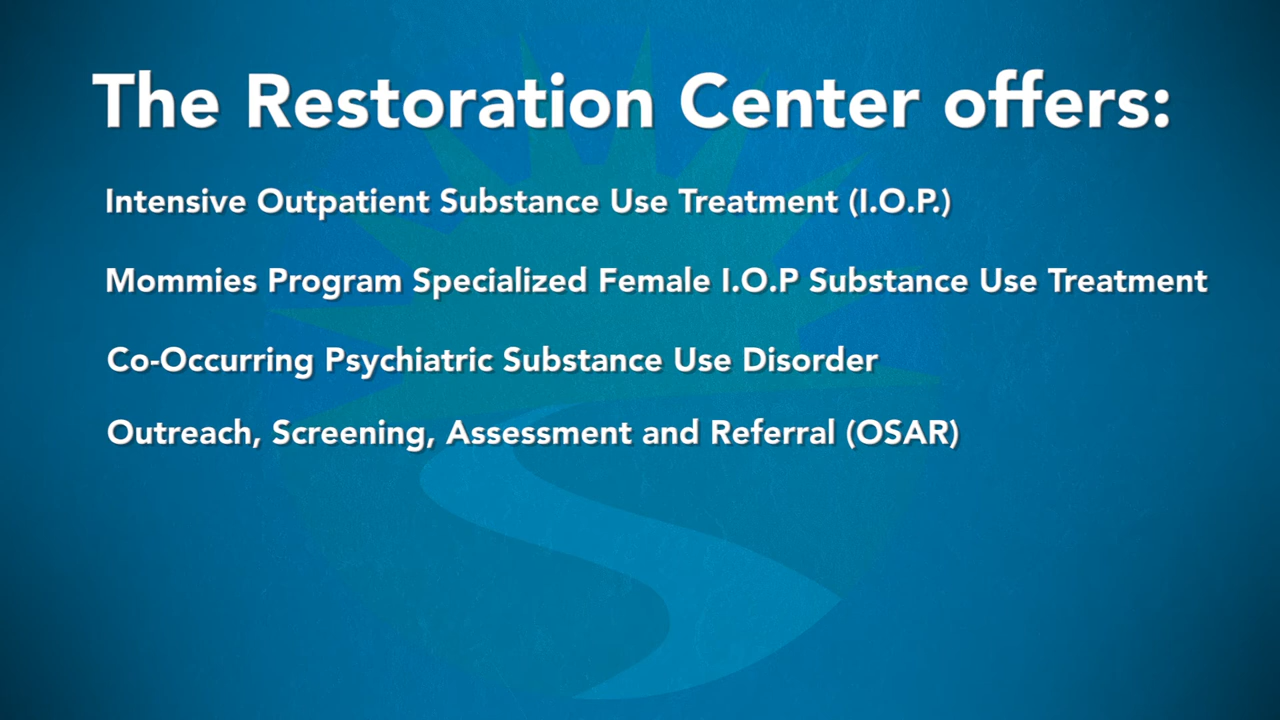 The Restoration Center offers:
Intensive Outpatient Substance Use Treatment (I.O.P.)
Mommies Program Specialized Female I.O.P Substance Use Treatment
Co-Occurring Psychiatric Substance Use Disorder
Outreach, Screening, Assessment and Referral (OSAR)